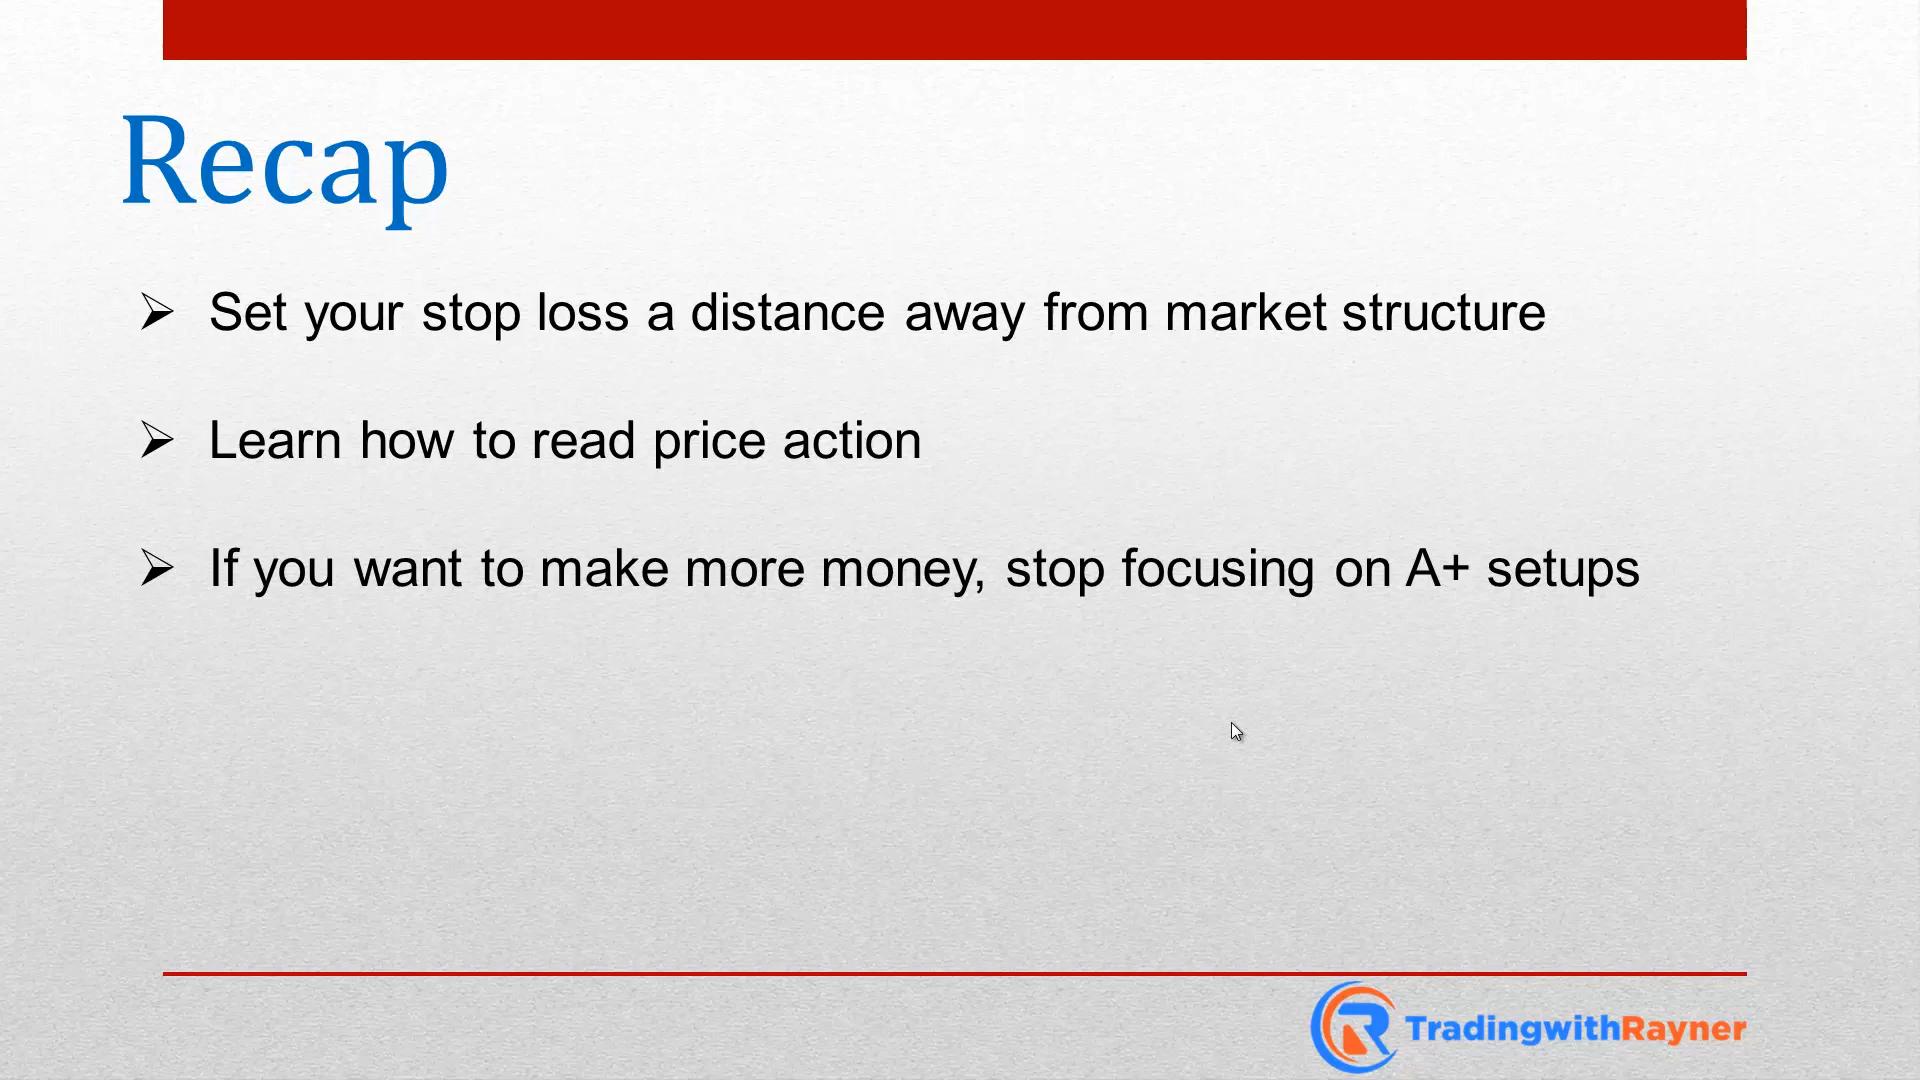 Recap
➢ Set your stop loss a distance away from market structure
➢ Learn how to read price action
➢ If you want to make more money, stop focusing on A+ setups
TradingwithRayner